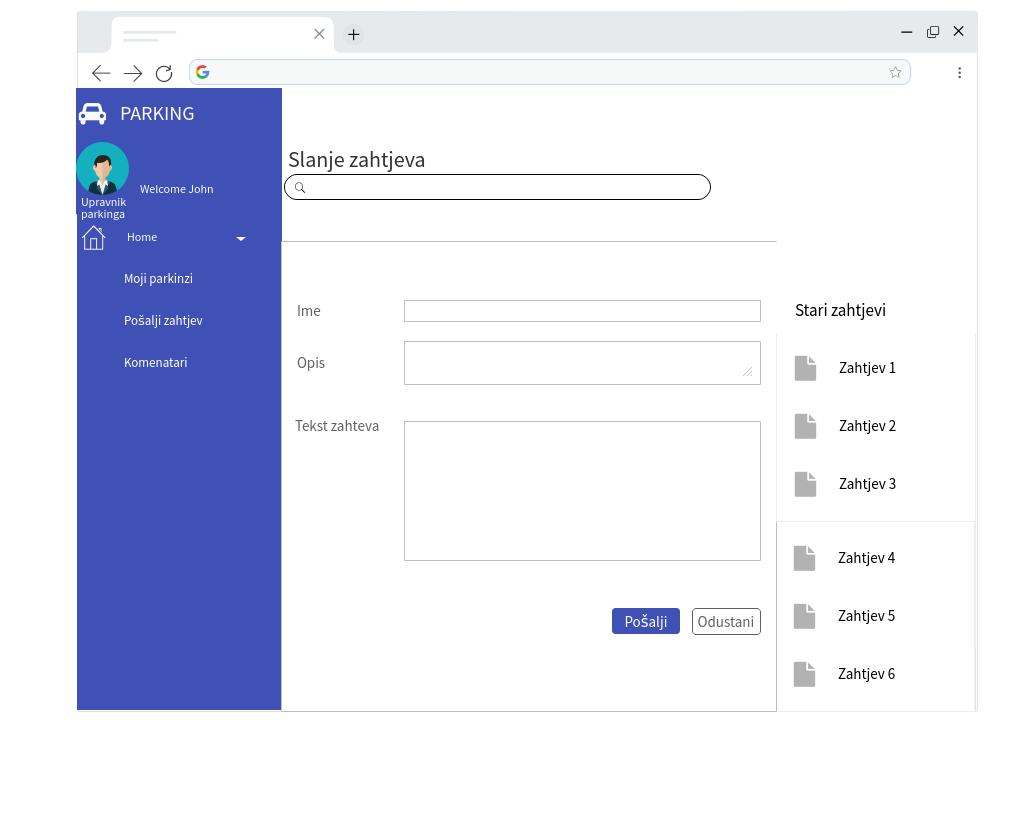 PARKING
Welcome John
Upravnik
parkinga
Home
Moji parkinzi
Pošalji zahtjev
Komenatari
Slanje zahtjeva
Ime
Opis
Tekst zahteva
Pošalji
Odustani
Stari zahtjevi
Zahtjev 1
Zahtjev 2
Zahtjev 3
Zahtjev 4
Zahtjev 5
Zahtjev 6